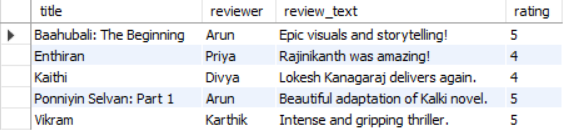 title reviewer review_text rating
Baahubali: The Beginning Arun Epic visuals and storytelling! 5
Enthiran Priya Rajinikanth was amazing! 4
Kaithi Divya Lokesh Kanagaraj delivers again. 4
Ponniyin Selvan: Part 1 Arun Beautiful adaptation of Kalki novel. 5
Vikram Karthik Intense and gripping thriller. 5